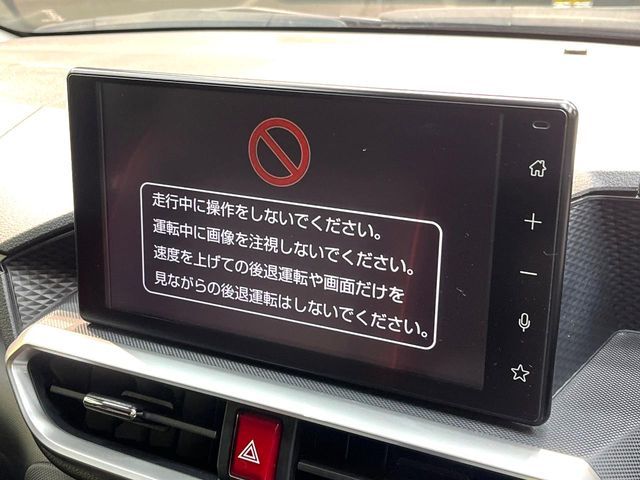 走行中に操作をしないでください。
運転中に画像を注視しないでください。
速度を上げての後退運転や画面だけを
見ながらの後退運転はしないでください。